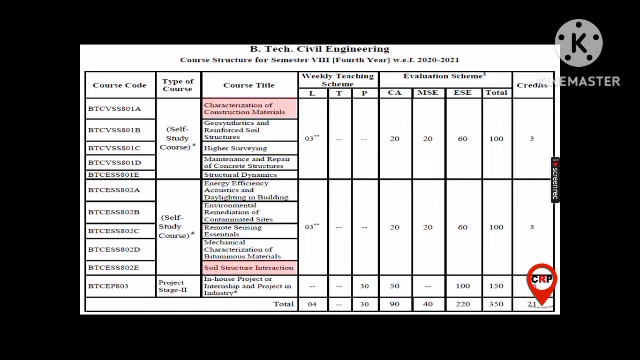 B. Tech. Civil Engineering
Course Structure for Semester VIII [Fourth Year] w.e.f. 2020-2021
Course Code Type of Course Course Title Weekly Teaching Scheme Evaluation Scheme$ Credits
L T P CA MSE ESE Total
BTCVSS801A (Self-Study Course)* Characterization of Construction Materials 03** -- -- 20 20 60 100 3
BTCVSS801B Geosynthetics and Reinforced Soil Structures
BTCVSS801C Higher Surveying
BTCVSS801D Maintenance and Repair of Concrete Structures
BTCESS801E Structural Dynamics
BTCESS802A (Self-Study Course)* Energy Efficiency Acoustics and Daylighting in Building 03** -- -- 20 20 60 100 3
BTCESS802B Environmental Remediation of Contaminated Sites
BTCESS802C Remote Sensing Essentials
BTCESS802D Mechanical Characterization of Bituminous Materials
BTCESS802E Soil Structure Interaction
BTCEP803 Project Stage-II In-house Project or Internship and Project in Industry* -- -- 30 50 -- 100 150
Total 04 -- 30 90 40 220 350 21
KINEMASTER
screenrec
CRP